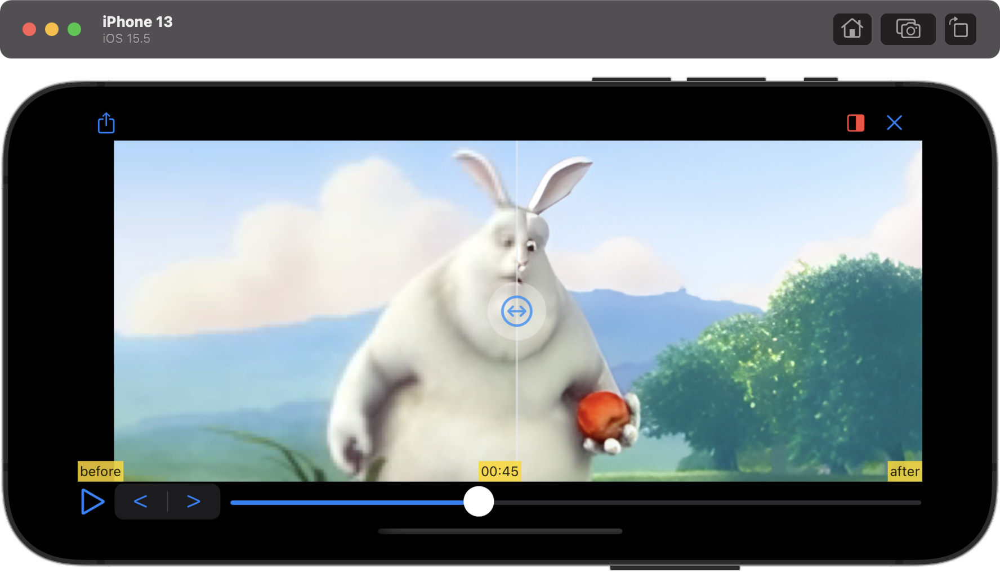 iPhone 13
iOS 15.5
before
00:45
after
< >